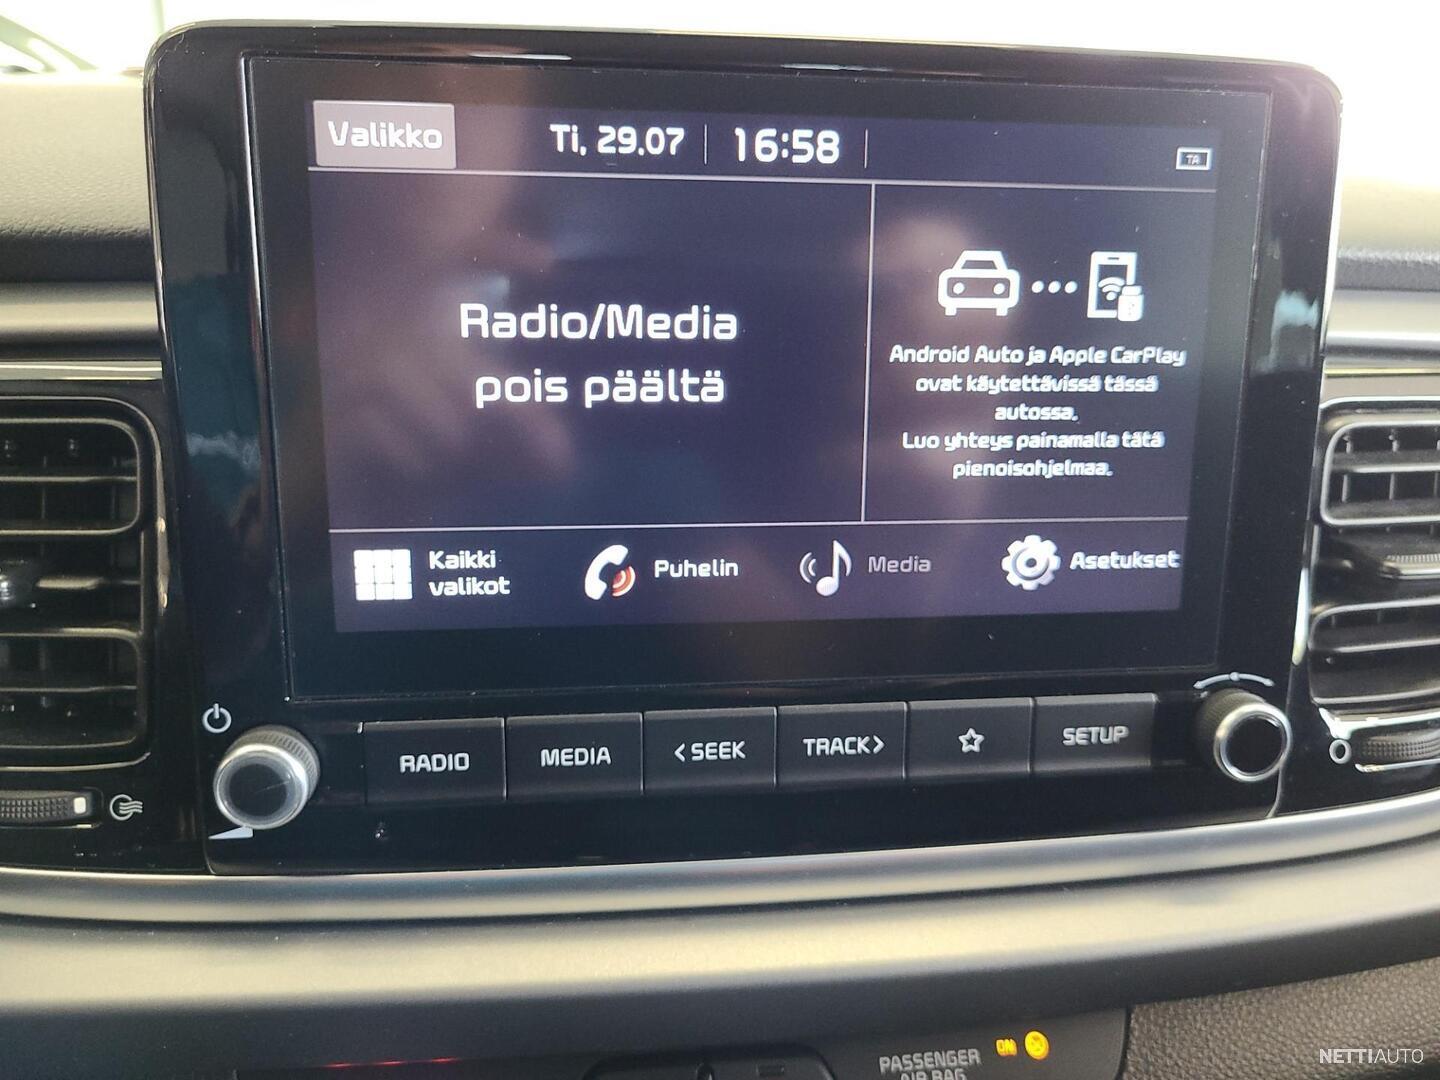 Valikko
Ti, 29.07
16:58
TA
Radio/Media
pois päältä
Android Auto ja Apple CarPlay
ovat käytettävissä tässä
autossa.
Luo yhteys painamalla tätä
pienoisohjelmaa.
Kaikki
valikot
Puhelin
Media
Asetukset
RADIO
MEDIA
<SEEK
TRACK>
SETUP
PASSENGER
AIR BAG
ON
NETTIAUTO